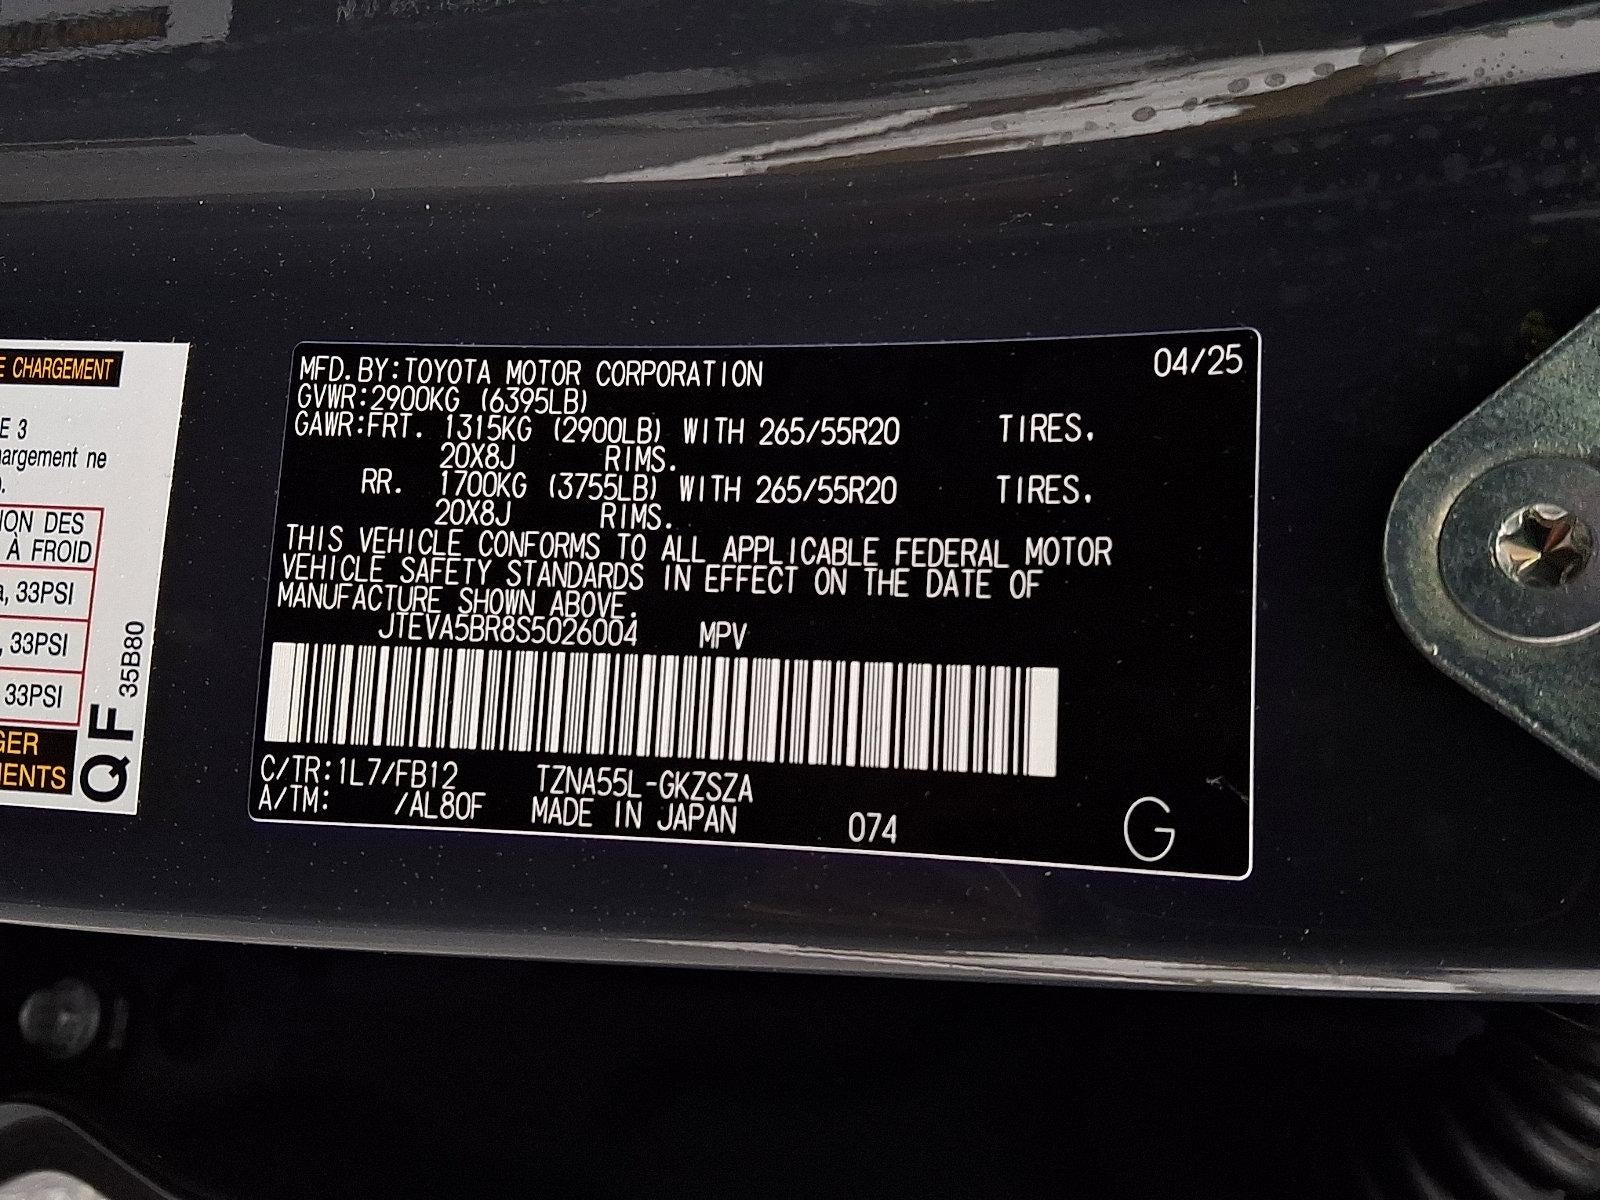 E CHARGEMENT
E 3
argement ne
ION DES
À FROID
, 33PSI
, 33PSI
33PSI
GER
ENTS
QF 35B80
MFD.BY:TOYOTA MOTOR CORPORATION 04/25
GVWR:2900KG (6395LB)
GAWR:FRT. 1315KG (2900LB) WITH 265/55R20 TIRES.
20X8J RIMS.
RR. 1700KG (3755LB) WITH 265/55R20 TIRES.
20X8J RIMS.
THIS VEHICLE CONFORMS TO ALL APPLICABLE FEDERAL MOTOR
VEHICLE SAFETY STANDARDS IN EFFECT ON THE DATE OF
MANUFACTURE SHOWN ABOVE.
JTEVA5BR8S5026004 MPV
C/TR:1L7/FB12 TZNA55L-GKZSZA
A/TM: /AL80F MADE IN JAPAN 074 G